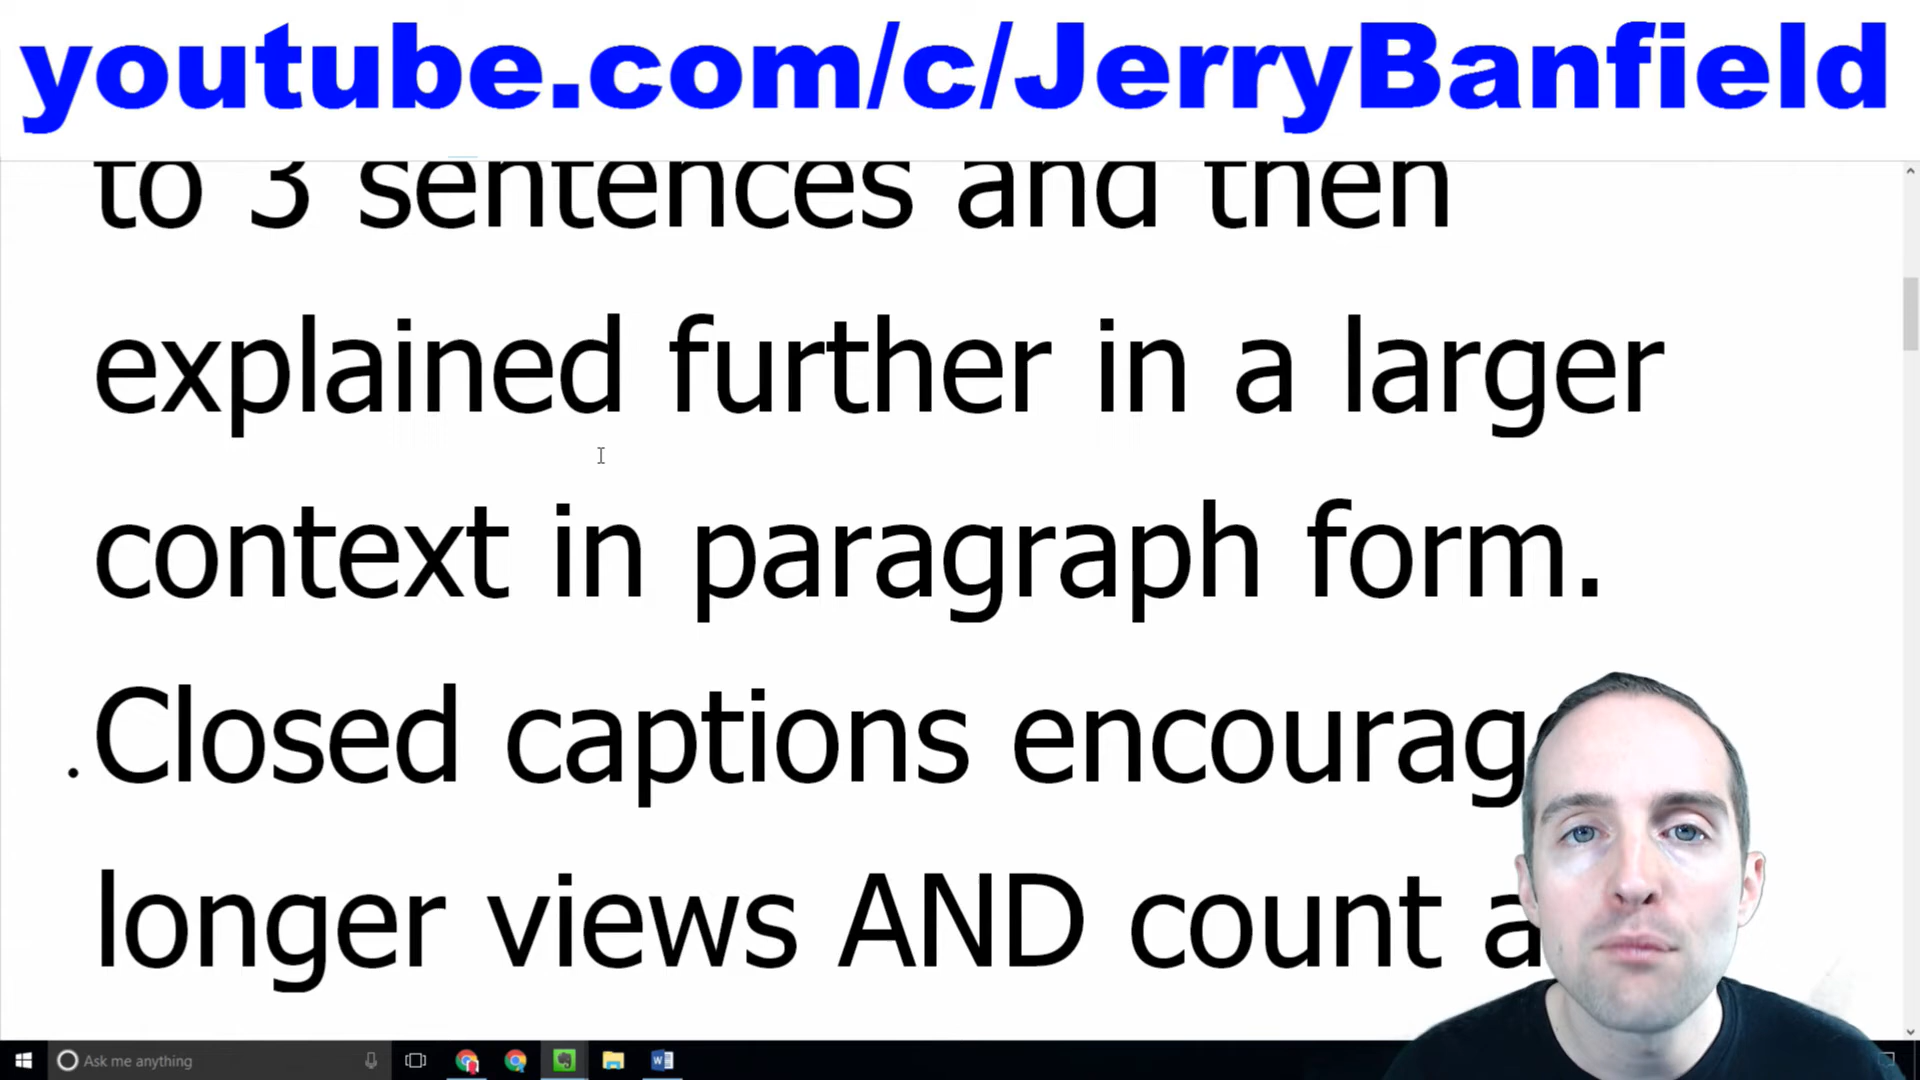 youtube.com/c/JerryBanfield
to 3 sentences and then
explained further in a larger
context in paragraph form.
.Closed captions encourag
longer views AND count a
Ask me anything